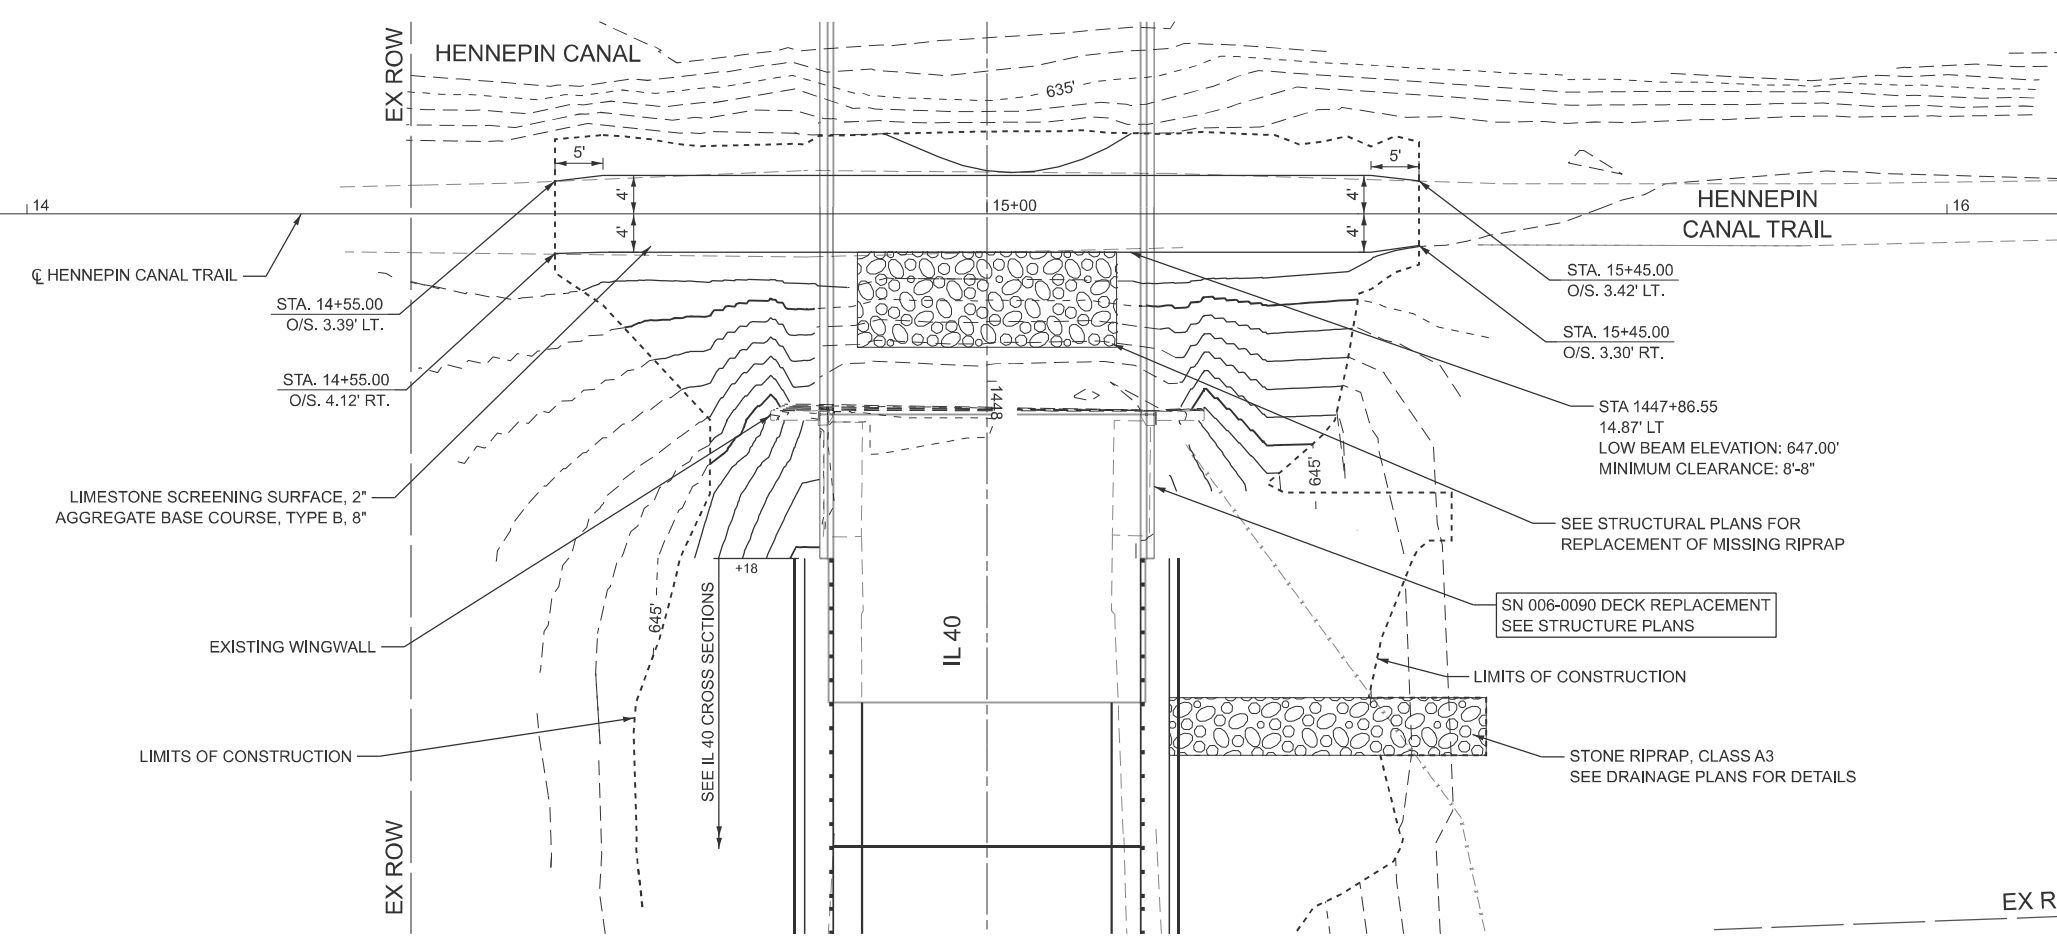 EX ROW
HENNEPIN CANAL
635'
5'
5'
4'
4'
4'
4'
14
15+00
16
HENNEPIN
CANAL TRAIL
℄ HENNEPIN CANAL TRAIL
STA. 14+55.00
O/S. 3.39' LT.
STA. 14+55.00
O/S. 4.12' RT.
STA. 15+45.00
O/S. 3.42' LT.
STA. 15+45.00
O/S. 3.30' RT.
1448
STA 1447+86.55
14.87' LT
LOW BEAM ELEVATION: 647.00'
MINIMUM CLEARANCE: 8'-8"
645'
LIMESTONE SCREENING SURFACE, 2"
AGGREGATE BASE COURSE, TYPE B, 8"
SEE STRUCTURAL PLANS FOR
REPLACEMENT OF MISSING RIPRAP
+18
SEE IL 40 CROSS SECTIONS
645'
IL 40
SN 006-0090 DECK REPLACEMENT
SEE STRUCTURE PLANS
EXISTING WINGWALL
LIMITS OF CONSTRUCTION
LIMITS OF CONSTRUCTION
STONE RIPRAP, CLASS A3
SEE DRAINAGE PLANS FOR DETAILS
EX ROW
EX R